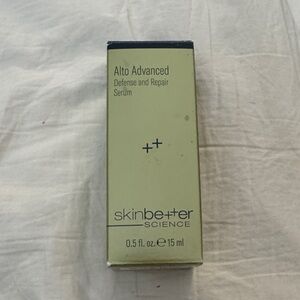 Alto Advanced
Defense and Repair
Serum
++
skinbetter
SCIENCE
0.5 fl. oz. ℮ 15 ml